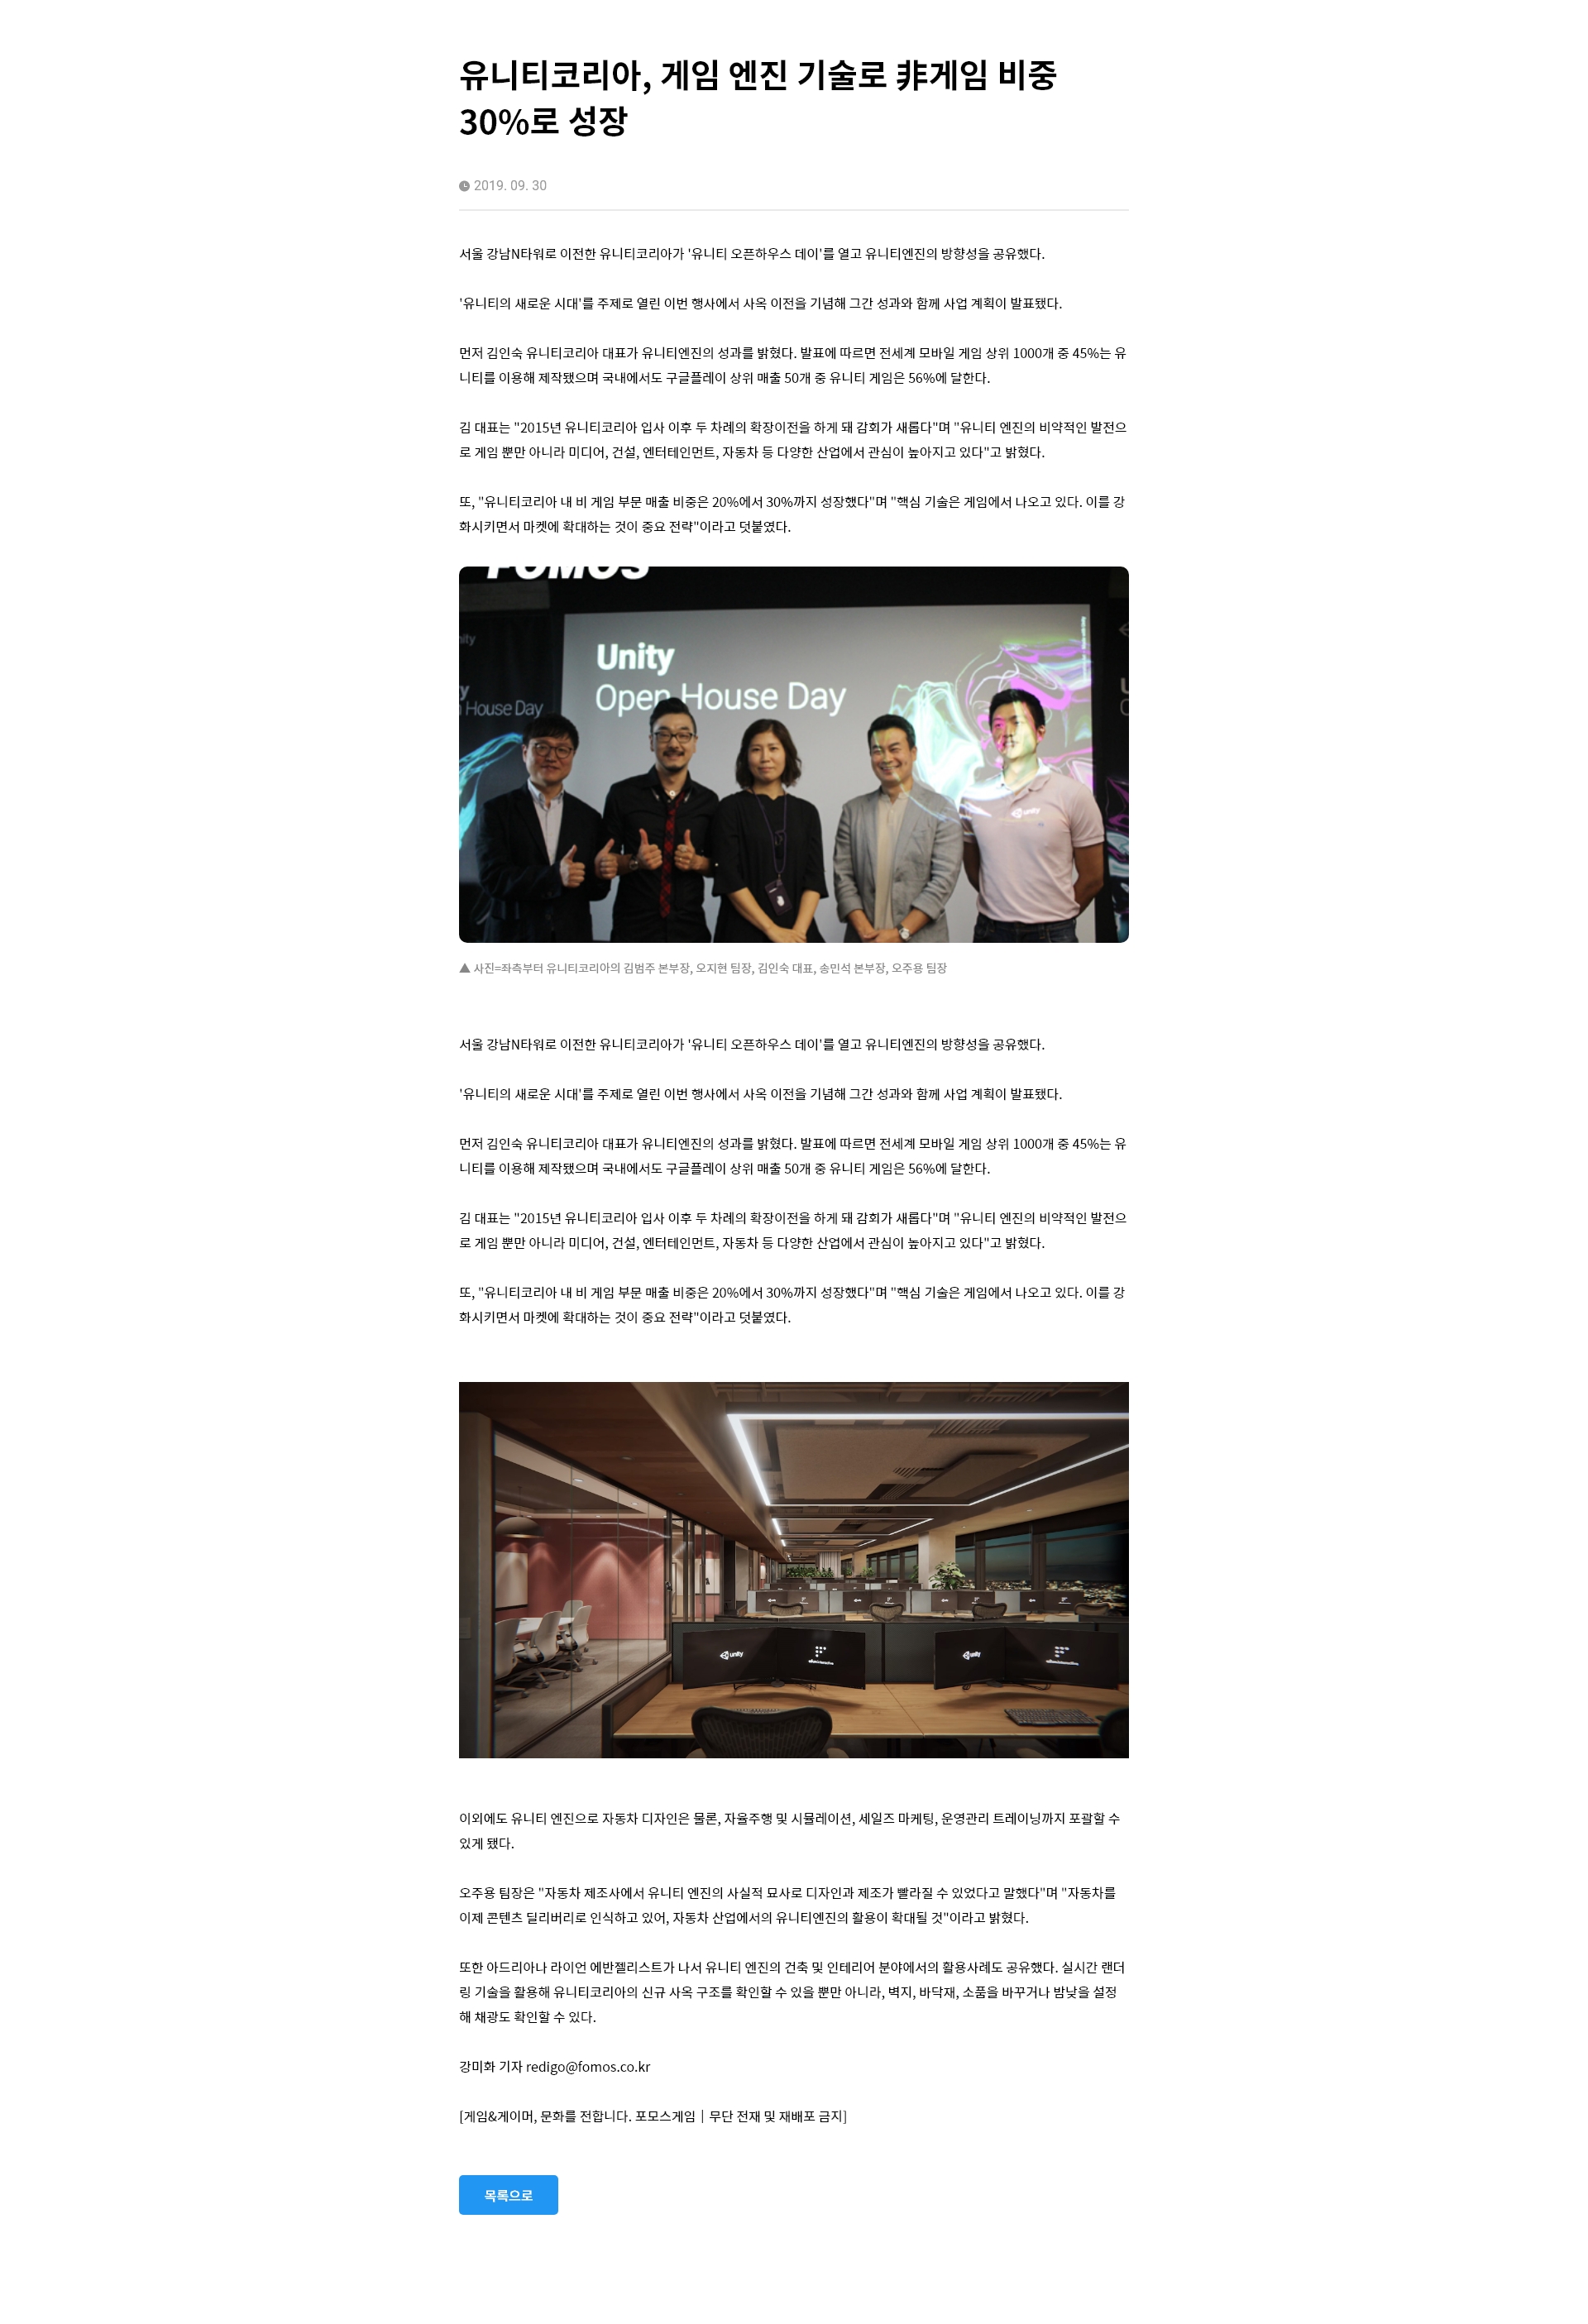 유니티코리아, 게임 엔진 기술로 非게임 비중
30%로 성장
2019. 09. 30
서울 강남N타워로 이전한 유니티코리아가 '유니티 오픈하우스 데이'를 열고 유니티엔진의 방향성을 공유했다.
'유니티의 새로운 시대'를 주제로 열린 이번 행사에서 사옥 이전을 기념해 그간 성과와 함께 사업 계획이 발표됐다.
먼저 김인숙 유니티코리아 대표가 유니티엔진의 성과를 밝혔다. 발표에 따르면 전세계 모바일 게임 상위 1000개 중 45%는 유
니티를 이용해 제작됐으며 국내에서도 구글플레이 상위 매출 50개 중 유니티 게임은 56%에 달한다.
김 대표는 "2015년 유니티코리아 입사 이후 두 차례의 확장이전을 하게 돼 감회가 새롭다"며 "유니티 엔진의 비약적인 발전으
로 게임 뿐만 아니라 미디어, 건설, 엔터테인먼트, 자동차 등 다양한 산업에서 관심이 높아지고 있다"고 밝혔다.
또, "유니티코리아 내 비 게임 부문 매출 비중은 20%에서 30%까지 성장했다"며 "핵심 기술은 게임에서 나오고 있다. 이를 강
화시키면서 마켓에 확대하는 것이 중요 전략"이라고 덧붙였다.
FOMOS
Unity
Open House Day
House Day
unity
▲ 사진=좌측부터 유니티코리아의 김범주 본부장, 오지현 팀장, 김인숙 대표, 송민석 본부장, 오주용 팀장
서울 강남N타워로 이전한 유니티코리아가 '유니티 오픈하우스 데이'를 열고 유니티엔진의 방향성을 공유했다.
'유니티의 새로운 시대'를 주제로 열린 이번 행사에서 사옥 이전을 기념해 그간 성과와 함께 사업 계획이 발표됐다.
먼저 김인숙 유니티코리아 대표가 유니티엔진의 성과를 밝혔다. 발표에 따르면 전세계 모바일 게임 상위 1000개 중 45%는 유
니티를 이용해 제작됐으며 국내에서도 구글플레이 상위 매출 50개 중 유니티 게임은 56%에 달한다.
김 대표는 "2015년 유니티코리아 입사 이후 두 차례의 확장이전을 하게 돼 감회가 새롭다"며 "유니티 엔진의 비약적인 발전으
로 게임 뿐만 아니라 미디어, 건설, 엔터테인먼트, 자동차 등 다양한 산업에서 관심이 높아지고 있다"고 밝혔다.
또, "유니티코리아 내 비 게임 부문 매출 비중은 20%에서 30%까지 성장했다"며 "핵심 기술은 게임에서 나오고 있다. 이를 강
화시키면서 마켓에 확대하는 것이 중요 전략"이라고 덧붙였다.
unity
unity
이외에도 유니티 엔진으로 자동차 디자인은 물론, 자율주행 및 시뮬레이션, 세일즈 마케팅, 운영관리 트레이닝까지 포괄할 수
있게 됐다.
오주용 팀장은 "자동차 제조사에서 유니티 엔진의 사실적 묘사로 디자인과 제조가 빨라질 수 있었다고 말했다"며 "자동차를
이제 콘텐츠 딜리버리로 인식하고 있어, 자동차 산업에서의 유니티엔진의 활용이 확대될 것"이라고 밝혔다.
또한 아드리아나 라이언 에반젤리스트가 나서 유니티 엔진의 건축 및 인테리어 분야에서의 활용사례도 공유했다. 실시간 랜더
링 기술을 활용해 유니티코리아의 신규 사옥 구조를 확인할 수 있을 뿐만 아니라, 벽지, 바닥재, 소품을 바꾸거나 밤낮을 설정
해 채광도 확인할 수 있다.
강미화 기자 redigo@fomos.co.kr
[게임&게이머, 문화를 전합니다. 포모스게임｜무단 전재 및 재배포 금지]
목록으로